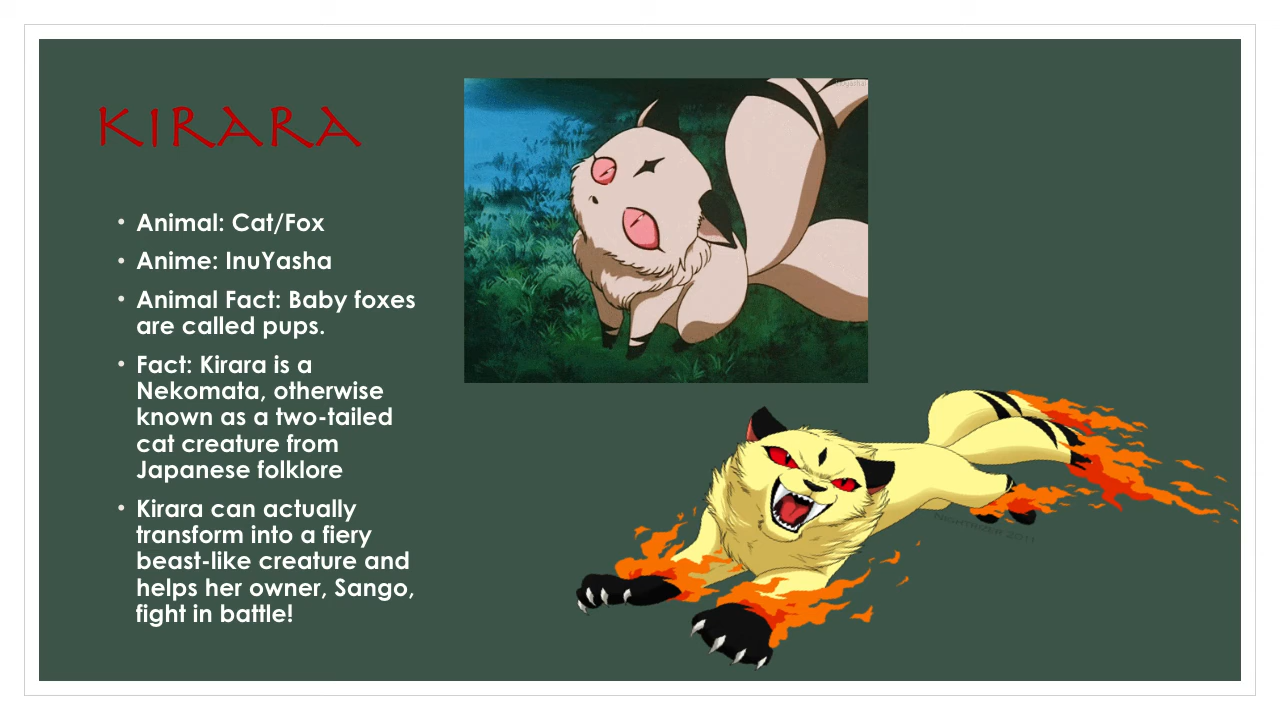 KIRARA
• Animal: Cat/Fox
• Anime: InuYasha
• Animal Fact: Baby foxes
are called pups.
• Fact: Kirara is a
Nekomata, otherwise
known as a two-tailed
cat creature from
Japanese folklore
• Kirara can actually
transform into a fiery
beast-like creature and
helps her owner, Sango,
fight in battle!